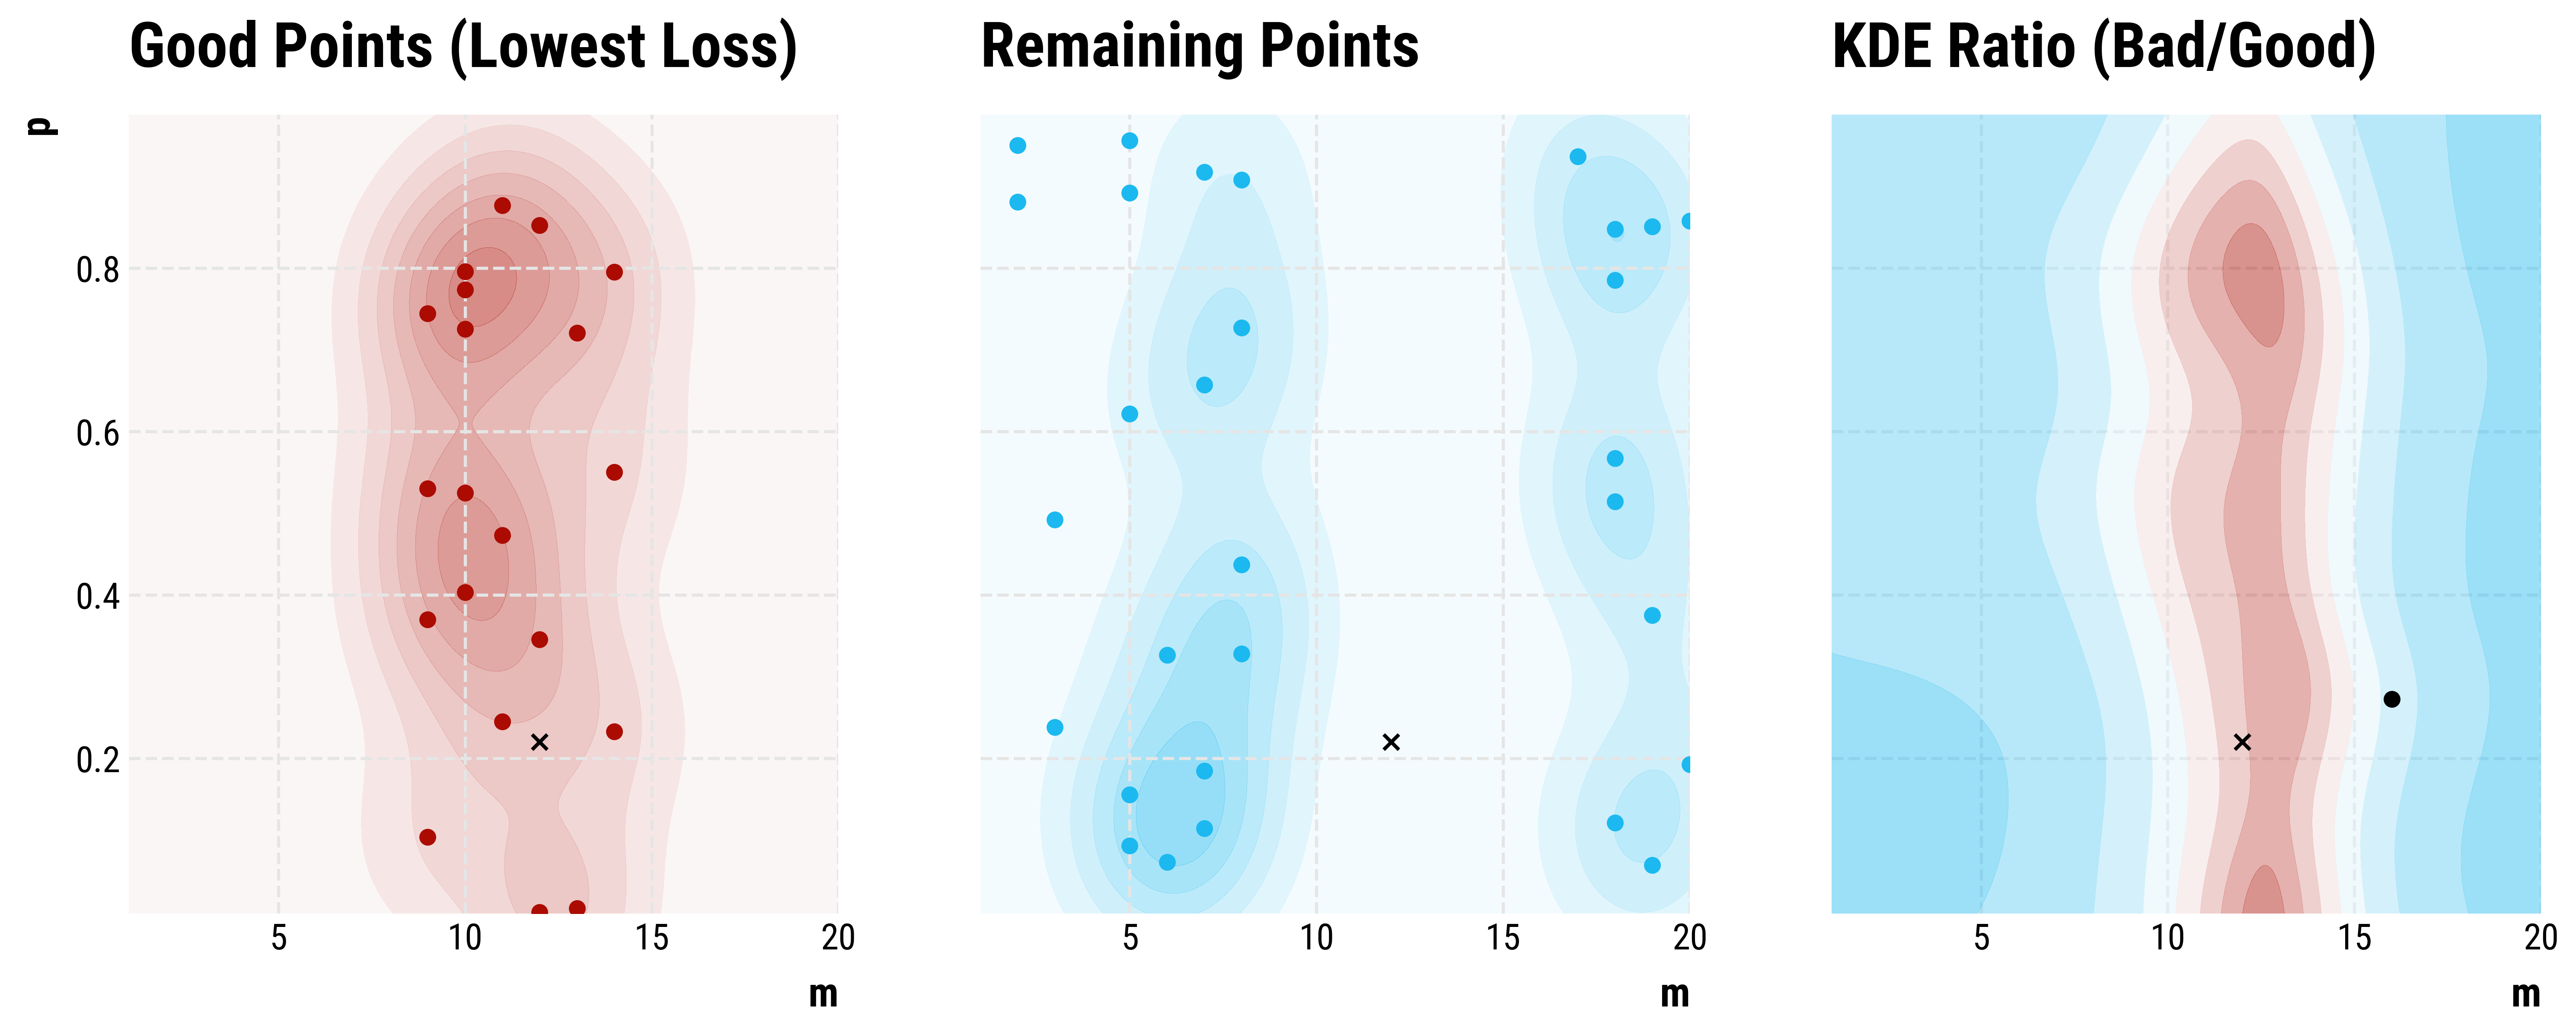 Good Points (Lowest Loss)
Remaining Points
KDE Ratio (Bad/Good)
p
0.8
0.6
0.4
0.2
5 10 15 20
5 10 15 20
5 10 15 20
m
m
m